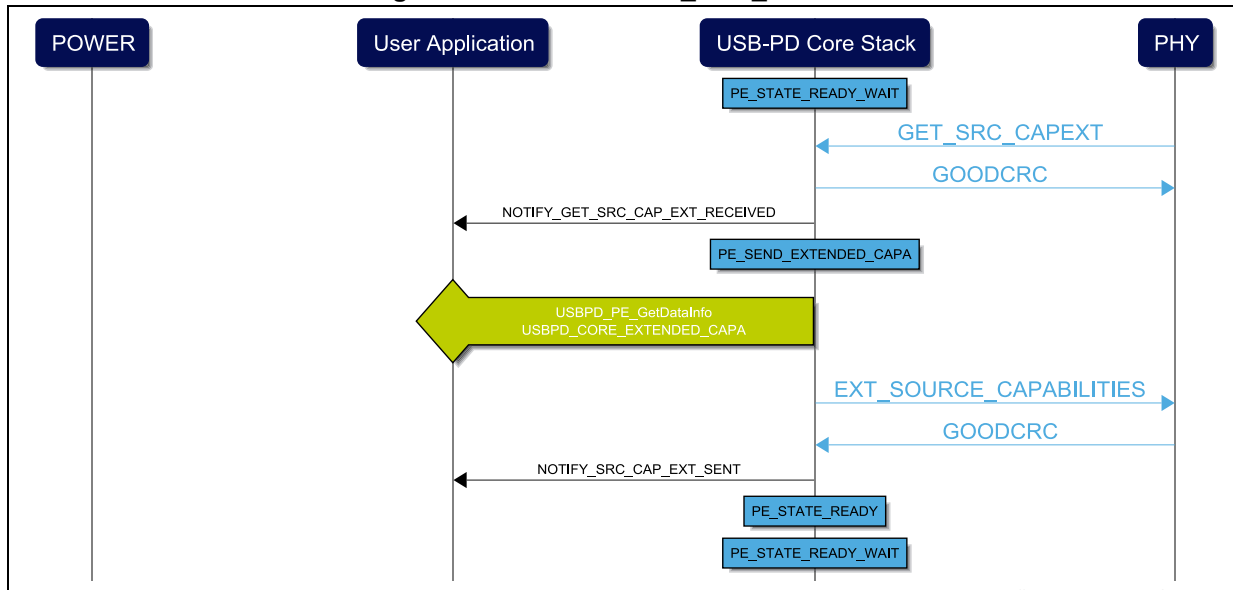 POWER
User Application
USB-PD Core Stack
PHY
PE_STATE_READY_WAIT
GET_SRC_CAPEXT
GOODCRC
NOTIFY_GET_SRC_CAP_EXT_RECEIVED
PE_SEND_EXTENDED_CAPA
USBPD_PE_GetDataInfo
USBPD_CORE_EXTENDED_CAPA
EXT_SOURCE_CAPABILITIES
GOODCRC
NOTIFY_SRC_CAP_EXT_SENT
PE_STATE_READY
PE_STATE_READY_WAIT